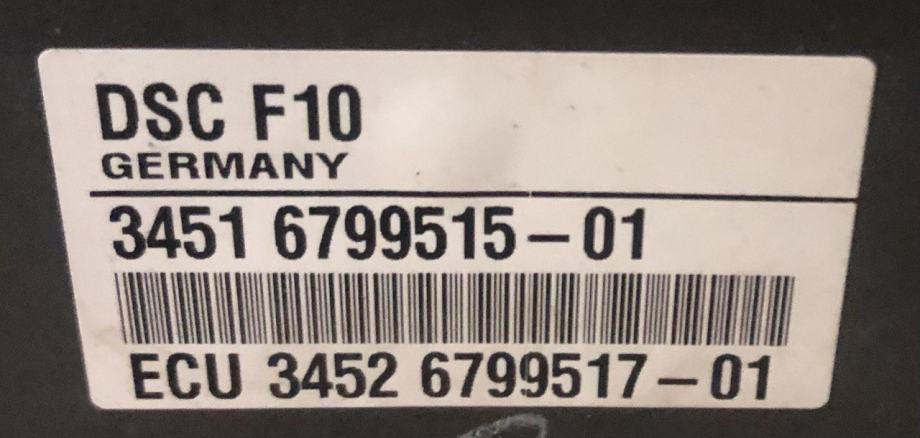 DSC F10
GERMANY
3451 6799515-01
ECU 3452 6799517-01